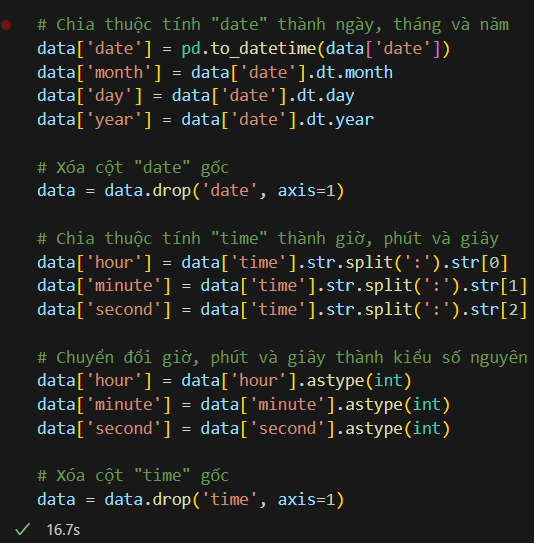 # Chia thuộc tính "date" thành ngày, tháng và năm
data['date'] = pd.to_datetime(data['date'])
data['month'] = data['date'].dt.month
data['day'] = data['date'].dt.day
data['year'] = data['date'].dt.year
# Xóa cột "date" gốc
data = data.drop('date', axis=1)
# Chia thuộc tính "time" thành giờ, phút và giây
data['hour'] = data['time'].str.split(':').str[0]
data['minute'] = data['time'].str.split(':').str[1]
data['second'] = data['time'].str.split(':').str[2]
# Chuyển đổi giờ, phút và giây thành kiểu số nguyên
data['hour'] = data['hour'].astype(int)
data['minute'] = data['minute'].astype(int)
data['second'] = data['second'].astype(int)
# Xóa cột "time" gốc
data = data.drop('time', axis=1)
16.7s